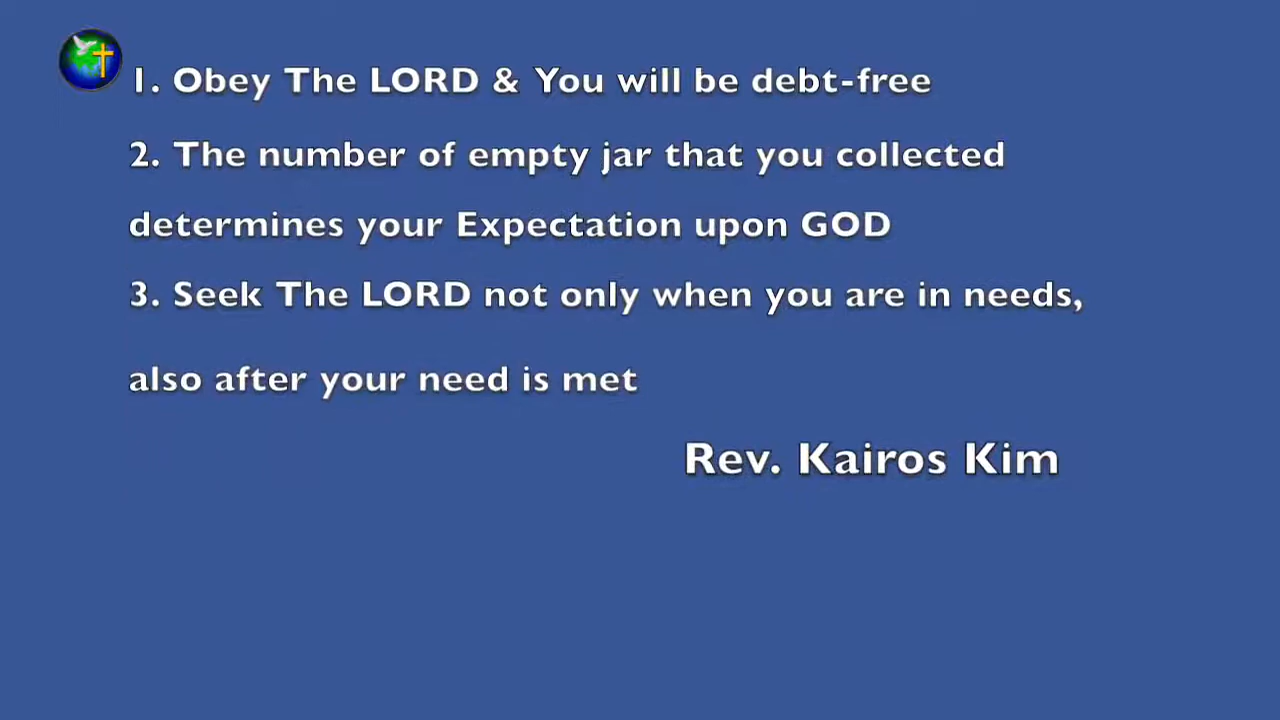 1. Obey The LORD & You will be debt-free
2. The number of empty jar that you collected
determines your Expectation upon GOD
3. Seek The LORD not only when you are in needs,
also after your need is met
Rev. Kairos Kim